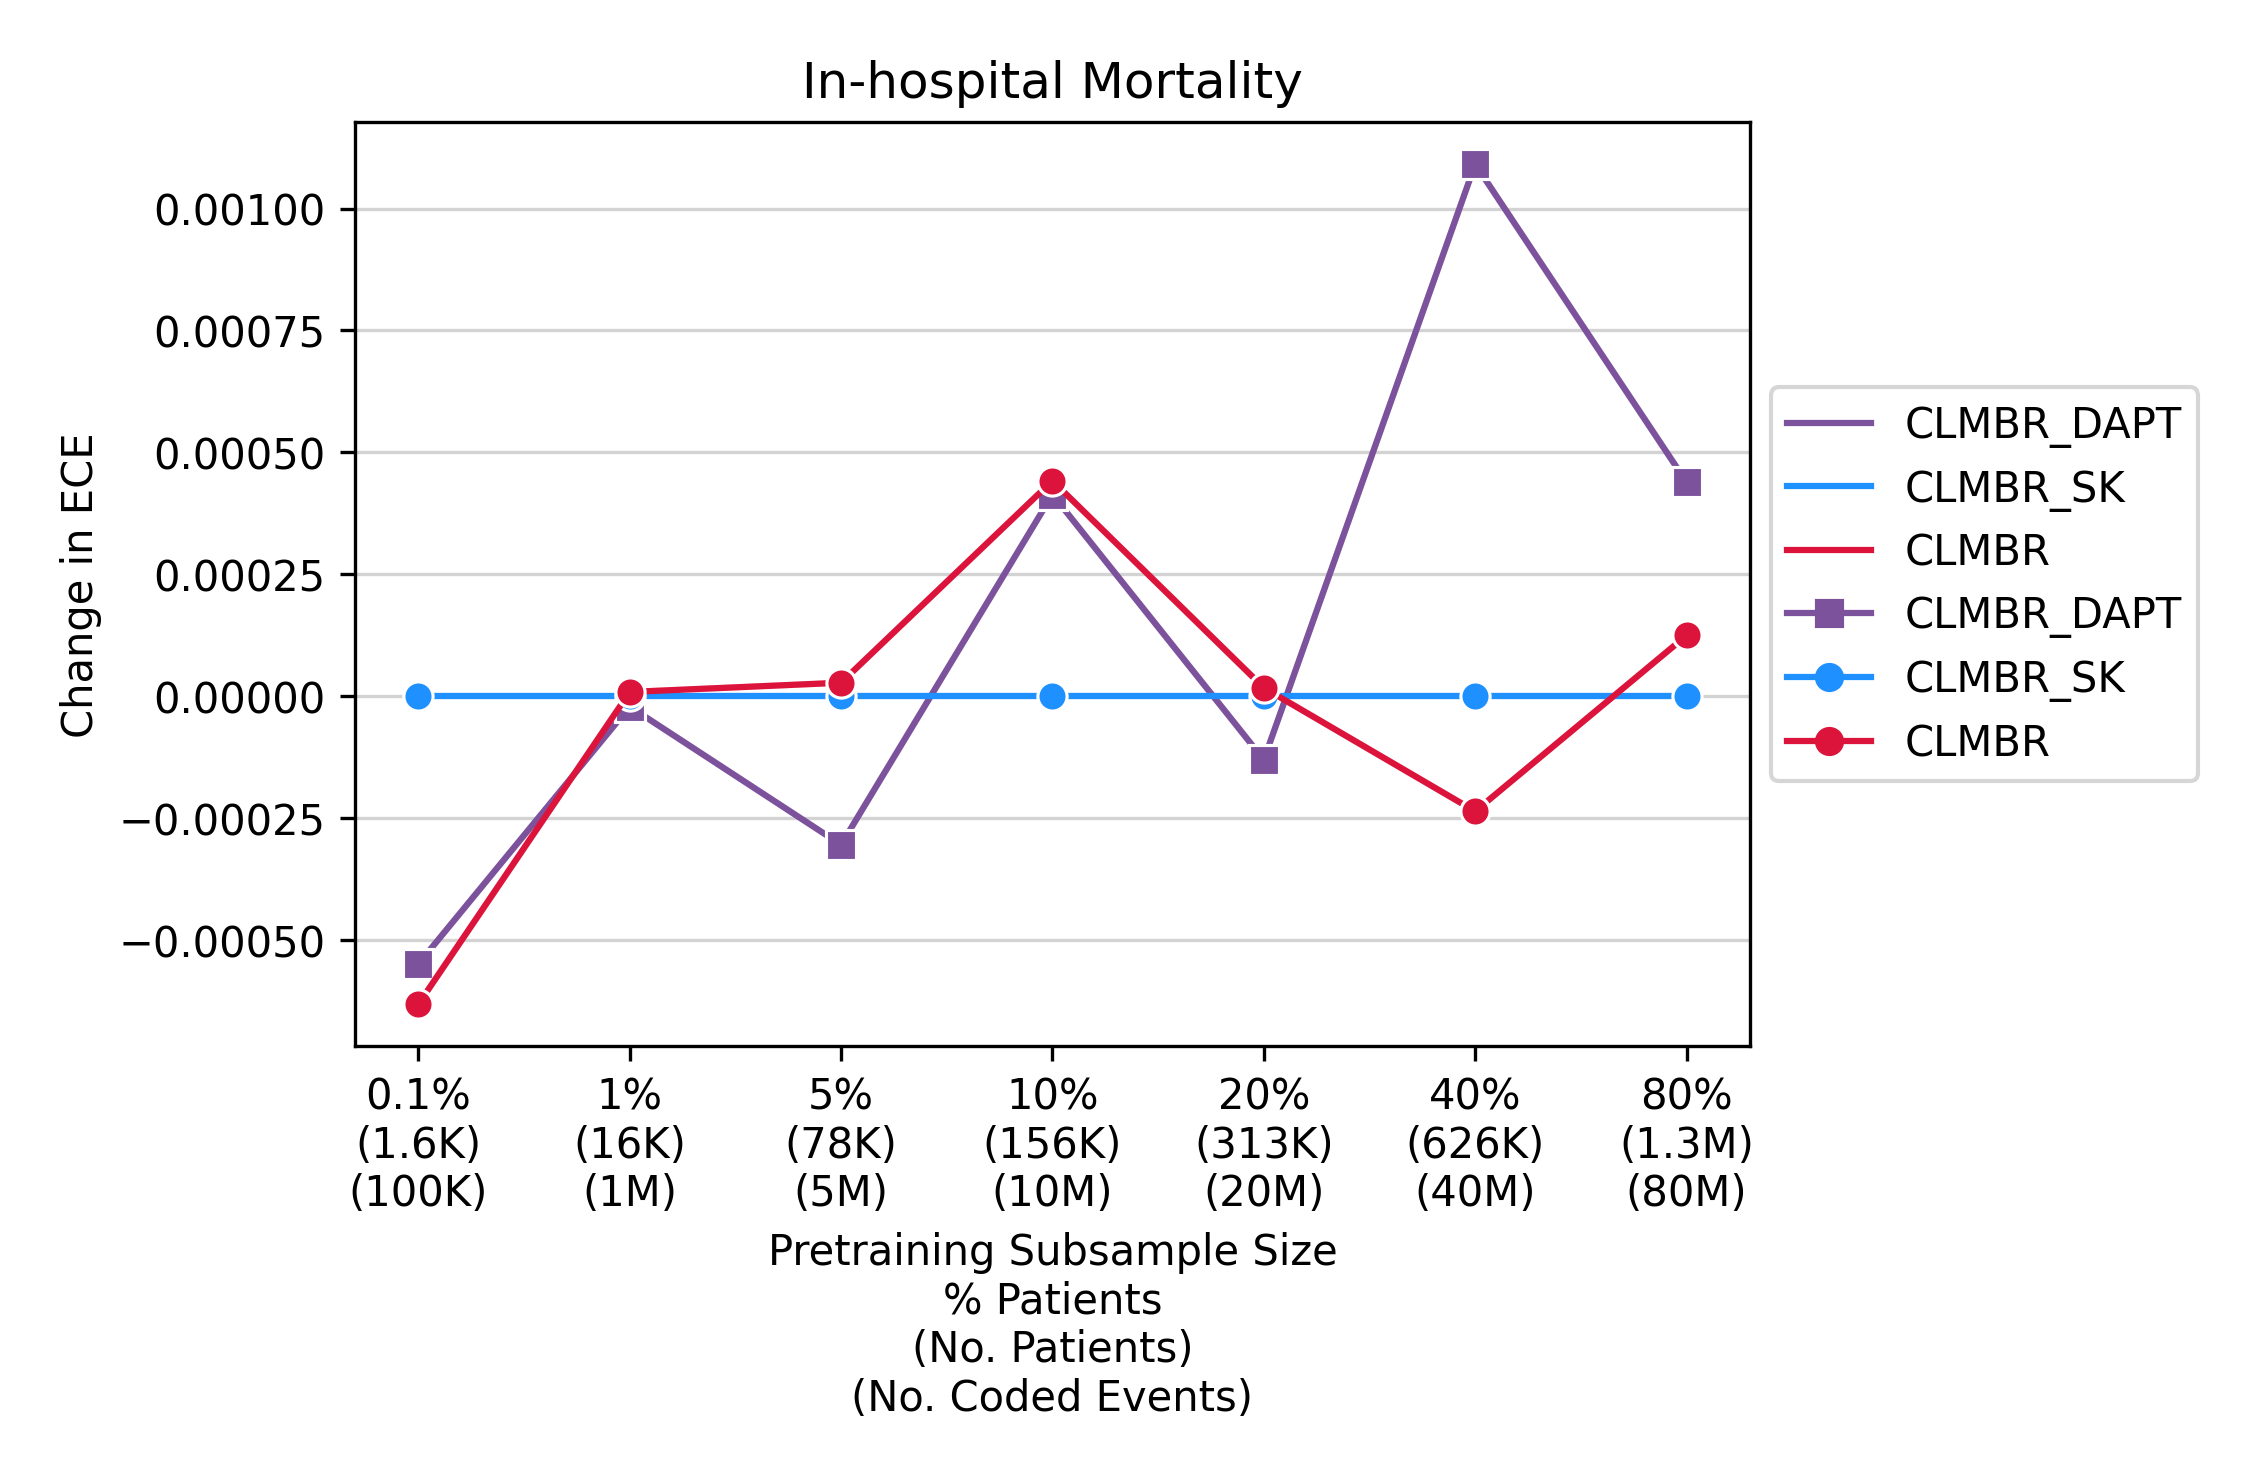 In-hospital Mortality
Change in ECE
0.00100
0.00075
0.00050
0.00025
0.00000
−0.00025
−0.00050
0.1% 1% 5% 10% 20% 40% 80%
(1.6K) (16K) (78K) (156K) (313K) (626K) (1.3M)
(100K) (1M) (5M) (10M) (20M) (40M) (80M)
Pretraining Subsample Size
% Patients
(No. Patients)
(No. Coded Events)
CLMBR_DAPT
CLMBR_SK
CLMBR
CLMBR_DAPT
CLMBR_SK
CLMBR